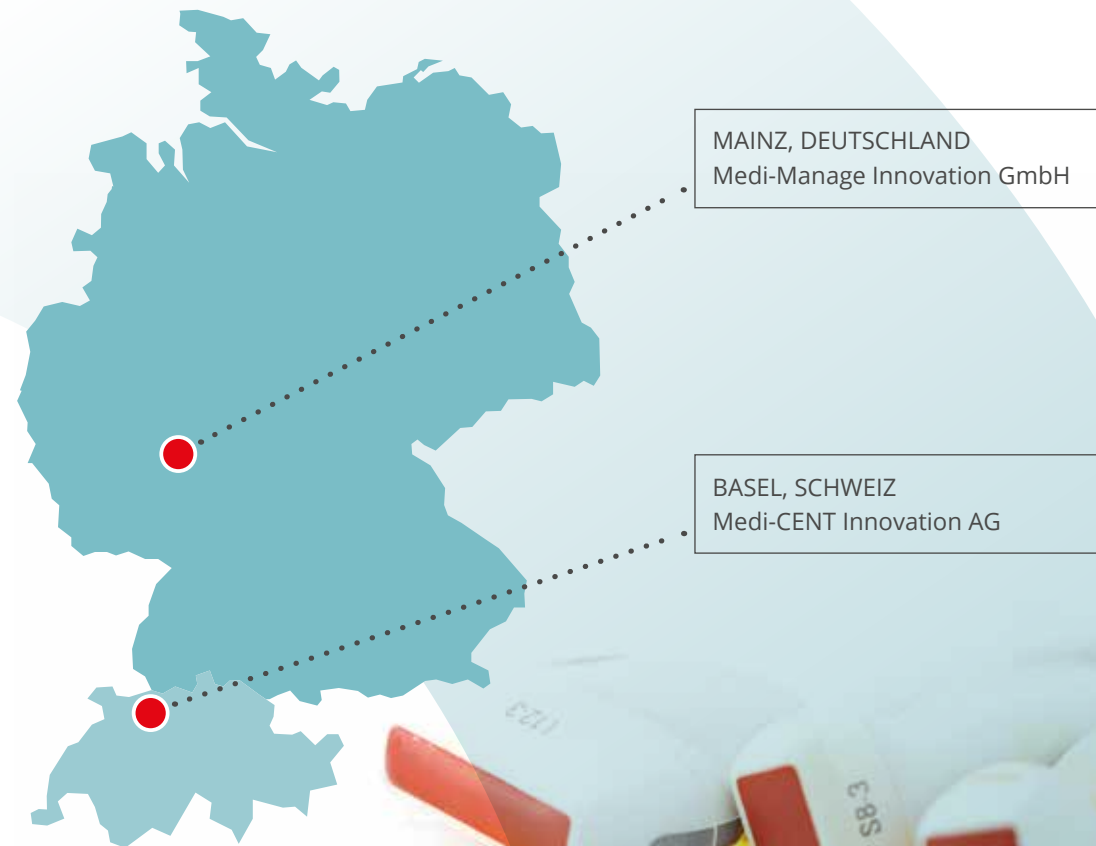 MAINZ, DEUTSCHLAND
Medi-Manage Innovation GmbH
BASEL, SCHWEIZ
Medi-CENT Innovation AG
S8-3